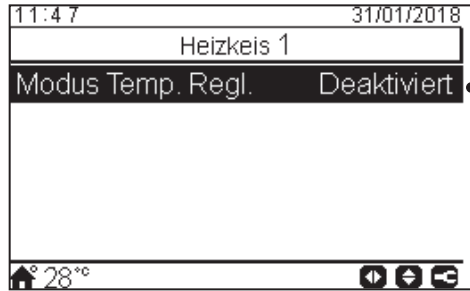 11:47 31/01/2018
Heizkeis 1
Modus Temp. Regl. Deaktiviert
28°C